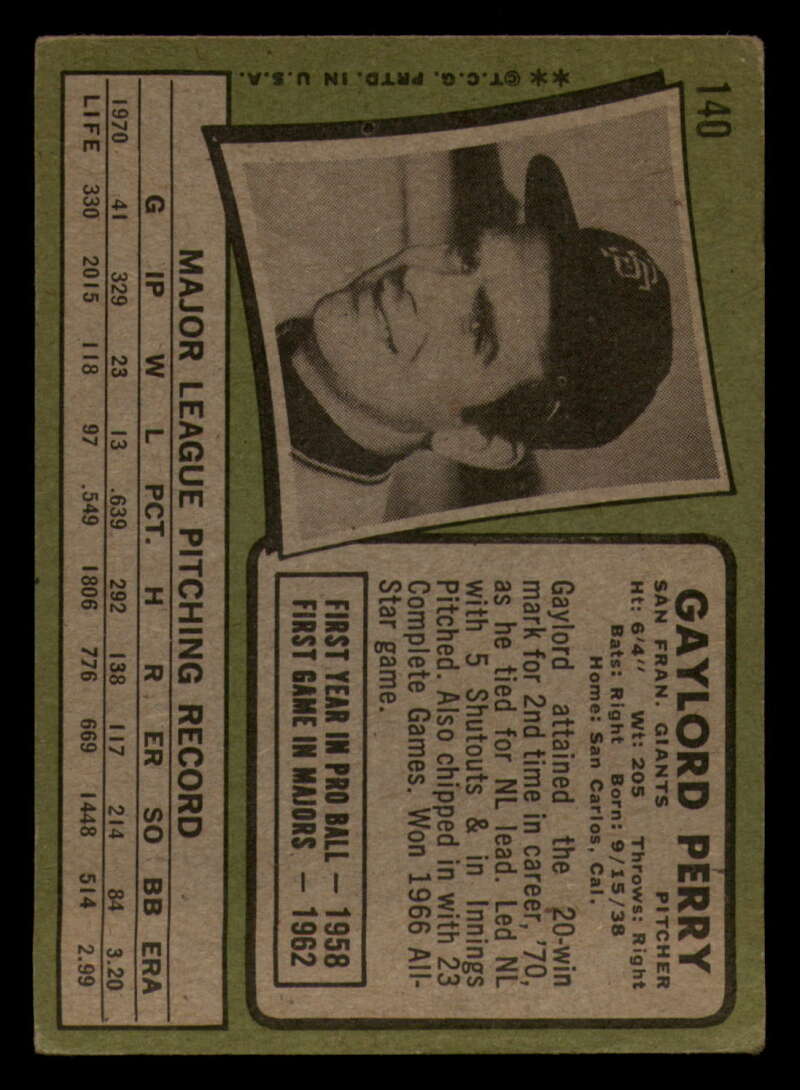 140
**©T.C.G. PRTD. IN U.S.A.
SF
GAYLORD PERRY
SAN FRAN. GIANTS PITCHER
Ht: 6'4" Wt: 205 Throws: Right
Bats: Right Born: 9/15/38
Home: San Carlos, Cal.
Gaylord attained the 20-win
mark for 2nd time in career, '70,
as he tied for NL lead. Led NL
with 5 Shutouts & in Innings
Pitched. Also chipped in with 23
Complete Games. Won 1966 All-
Star game.
FIRST YEAR IN PRO BALL — 1958
FIRST GAME IN MAJORS — 1962
MAJOR LEAGUE PITCHING RECORD
G IP W L PCT. H R ER SO BB ERA
1970 41 329 23 13 .639 292 138 117 214 84 3.20
LIFE 330 2015 118 97 .549 1806 776 669 1448 514 2.99